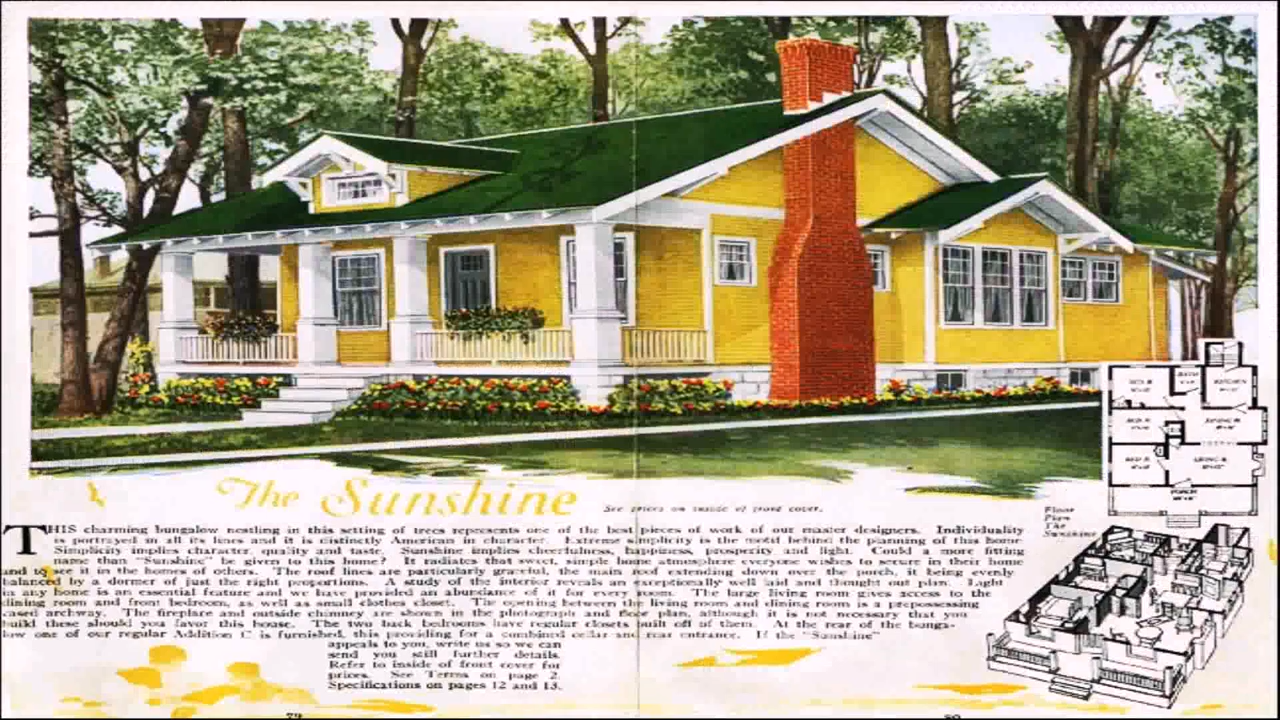 The Sunshine
See prices on inside of front cover.
THIS charming bungalow nestling in this setting of trees represents one of the best pieces of work of our master designers. Individuality
is portrayed in all its lines and it is distinctly American in character. Extreme simplicity is the motif behind the planning of this home.
Simplicity implies character, quality and taste. Sunshine implies cheerfulness, happiness, prosperity and light. Could a more fitting
name than "Sunshine" be given to this home? It radiates that sweet, simple home atmosphere everyone wishes to secure in their home
and to see it in the homes of others. The roof lines are particularly graceful, the main roof extending down over the porch, it being evenly
balanced by a dormer of just the right proportions. A study of the interior reveals an exceptionally well laid and thought out plan. Light
in any home is an essential feature and we have provided an abundance of it for every room. The large living room gives access to the
dining room and front bedroom, as well as small clothes closet. The opening between the living room and dining room is a prepossessing
archway. The fireplace and outside chimney are shown in the photograph and floor plan, although it is not necessary that you
build these should you favor this house. The two back bedrooms have regular closets built off of them. At the rear of the bunga-
low one of our regular Addition C is furnished, this providing for a combined cellar and rear entrance. If the "Sunshine"
appeals to you, write us so we can
send you still further details.
Refer to inside of front cover for
prices. See Terms on page 2.
Specifications on pages 12 and 13.
Floor
Plan
The
Sunshine
BATH
KITCHEN
BED R.
BED R.
DINING R.
BED R.
LIVING R.
PORCH
79
80